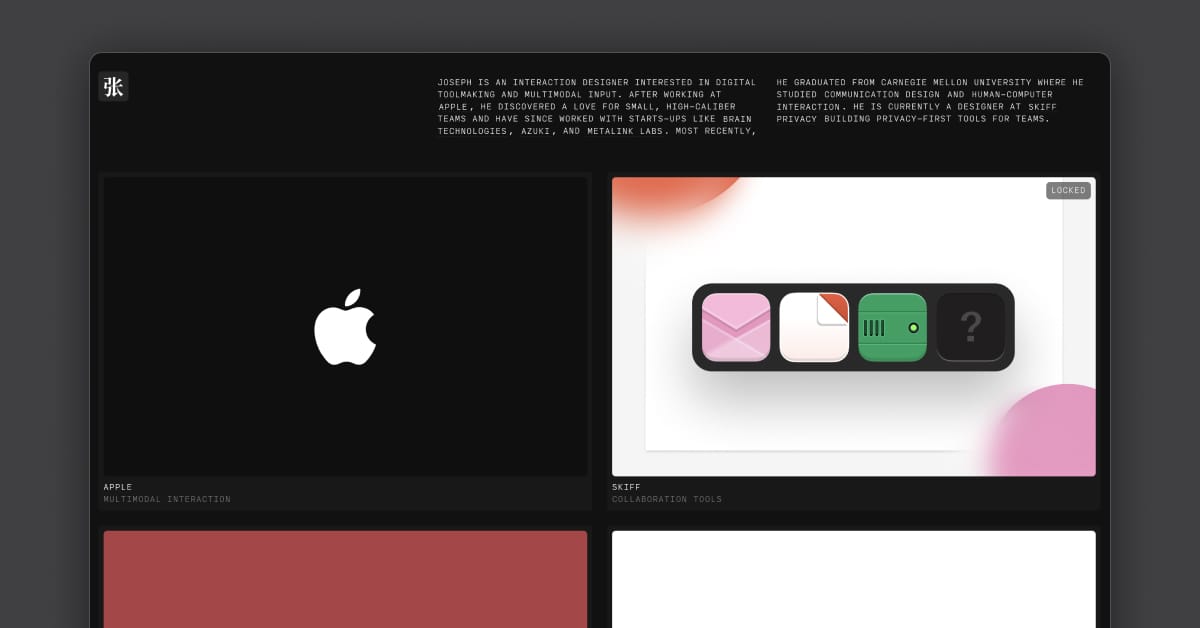 张
JOSEPH IS AN INTERACTION DESIGNER INTERESTED IN DIGITAL
TOOLMAKING AND MULTIMODAL INPUT. AFTER WORKING AT
APPLE, HE DISCOVERED A LOVE FOR SMALL, HIGH-CALIBER
TEAMS AND HAVE SINCE WORKED WITH STARTS-UPS LIKE BRAIN
TECHNOLOGIES, AZUKI, AND METALINK LABS. MOST RECENTLY,
HE GRADUATED FROM CARNEGIE MELLON UNIVERSITY WHERE HE
STUDIED COMMUNICATION DESIGN AND HUMAN-COMPUTER
INTERACTION. HE IS CURRENTLY A DESIGNER AT SKIFF
PRIVACY BUILDING PRIVACY-FIRST TOOLS FOR TEAMS.
LOCKED
?
APPLE
MULTIMODAL INTERACTION
SKIFF
COLLABORATION TOOLS